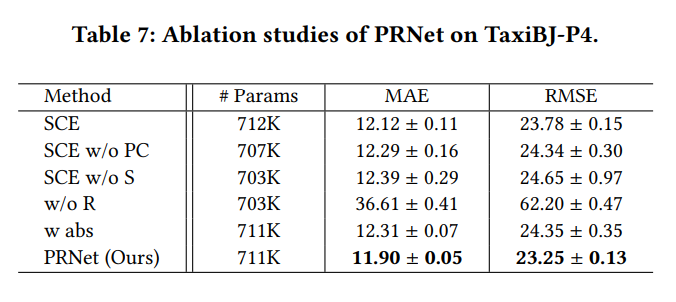 Table 7: Ablation studies of PRNet on TaxiBJ-P4.
Method # Params MAE RMSE
SCE 712K 12.12 ± 0.11 23.78 ± 0.15
SCE w/o PC 707K 12.29 ± 0.16 24.34 ± 0.30
SCE w/o S 703K 12.39 ± 0.29 24.65 ± 0.97
w/o R 703K 36.61 ± 0.41 62.20 ± 0.47
w abs 711K 12.31 ± 0.07 24.35 ± 0.35
PRNet (Ours) 711K 11.90 ± 0.05 23.25 ± 0.13